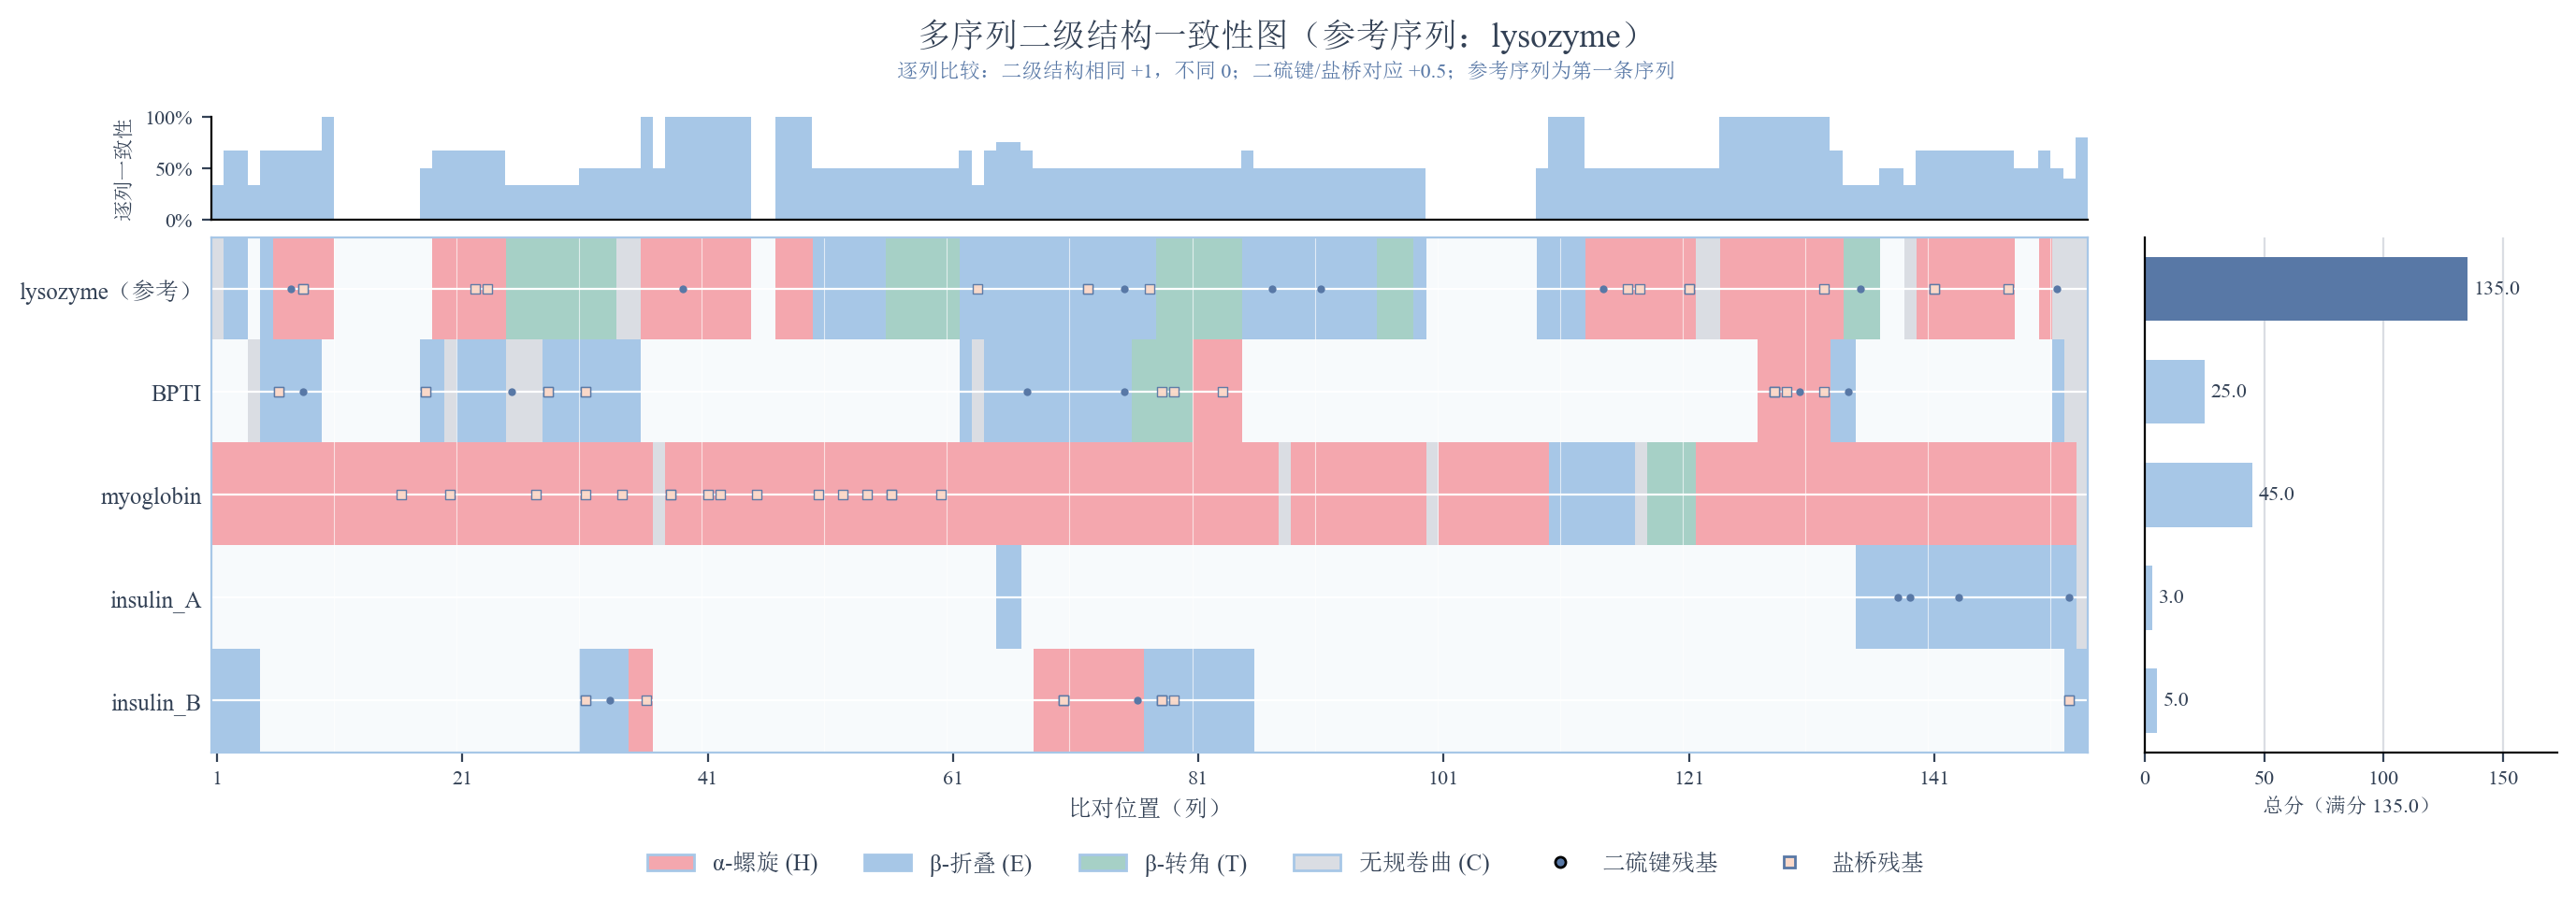 多序列二级结构一致性图（参考序列：lysozyme）
逐列比较：二级结构相同 +1，不同 0；二硫键/盐桥对应 +0.5；参考序列为第一条序列
逐列一致性
100%
50%
0%
lysozyme（参考）
BPTI
myoglobin
insulin_A
insulin_B
1 21 41 61 81 101 121 141
比对位置（列）
135.0
25.0
45.0
3.0
5.0
0 50 100 150
总分（满分 135.0）
α-螺旋 (H) β-折叠 (E) β-转角 (T) 无规卷曲 (C) 二硫键残基 盐桥残基